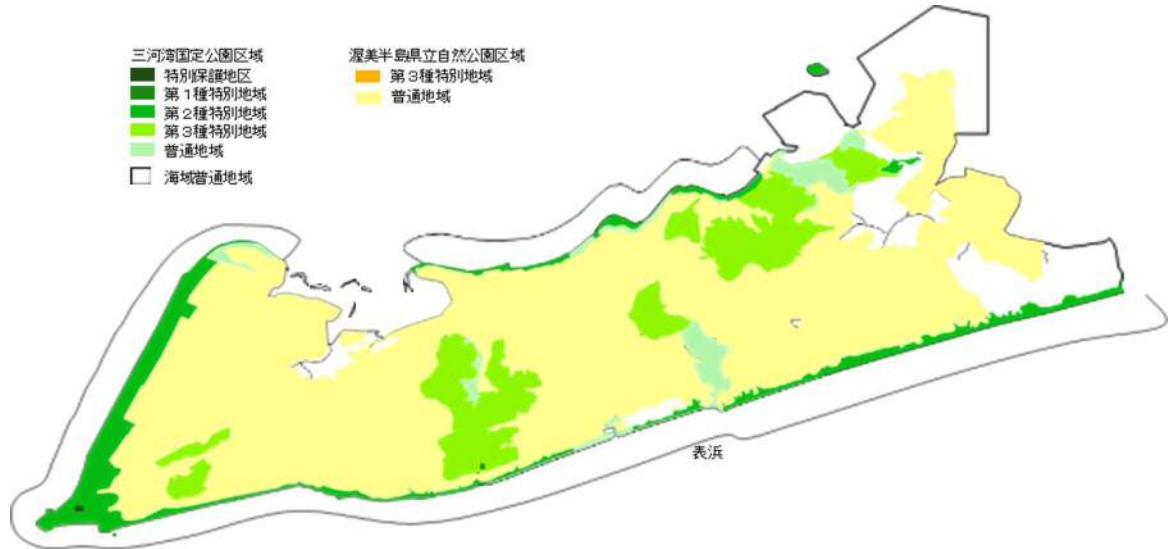 三河湾国定公園区域
特別保護地区
第1種特別地域
第2種特別地域
第3種特別地域
普通地域
海域普通地域
渥美半島県立自然公園区域
第3種特別地域
普通地域
表浜